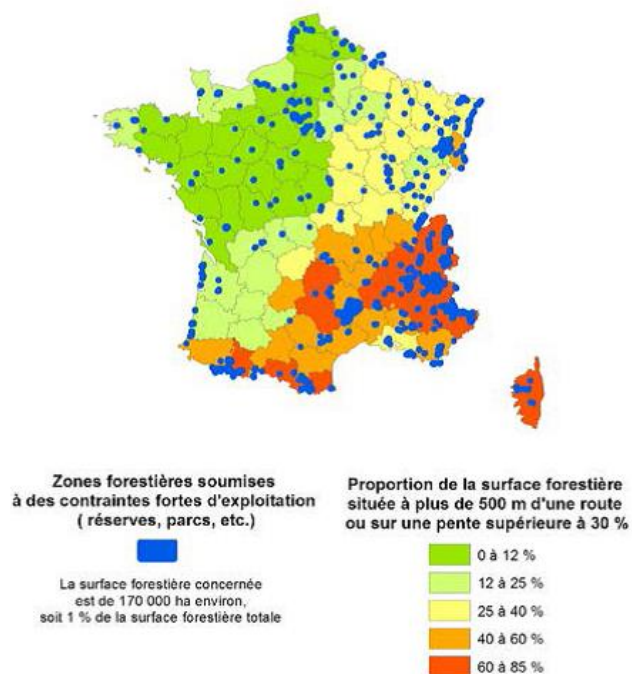 Zones forestières soumises
à des contraintes fortes d'exploitation
( réserves, parcs, etc.)
La surface forestière concernée
est de 170 000 ha environ,
soit 1 % de la surface forestière totale
Proportion de la surface forestière
située à plus de 500 m d'une route
ou sur une pente supérieure à 30 %
0 à 12 %
12 à 25 %
25 à 40 %
40 à 60 %
60 à 85 %